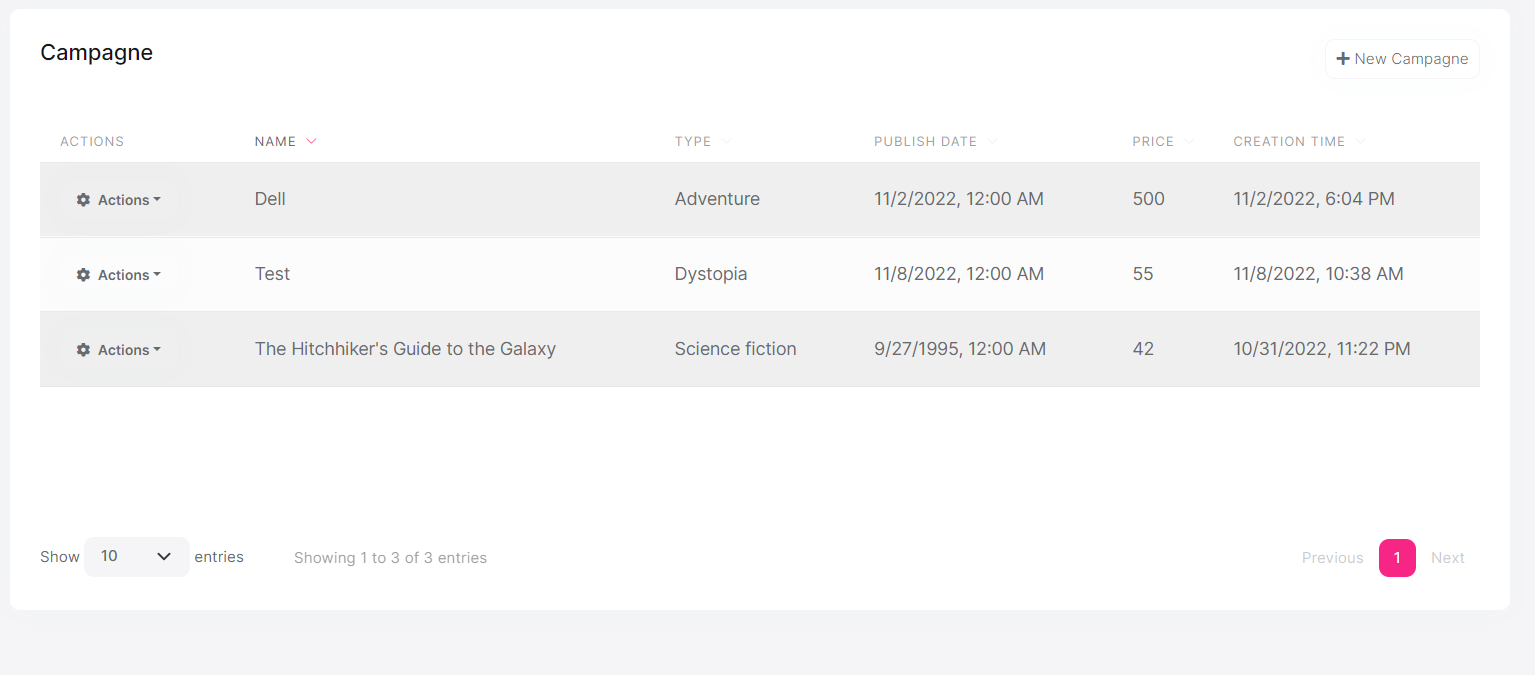 Campagne
New Campagne
ACTIONS NAME TYPE PUBLISH DATE PRICE CREATION TIME
Actions Dell Adventure 11/2/2022, 12:00 AM 500 11/2/2022, 6:04 PM
Actions Test Dystopia 11/8/2022, 12:00 AM 55 11/8/2022, 10:38 AM
Actions The Hitchhiker's Guide to the Galaxy Science fiction 9/27/1995, 12:00 AM 42 10/31/2022, 11:22 PM
Show 10 entries Showing 1 to 3 of 3 entries Previous 1 Next